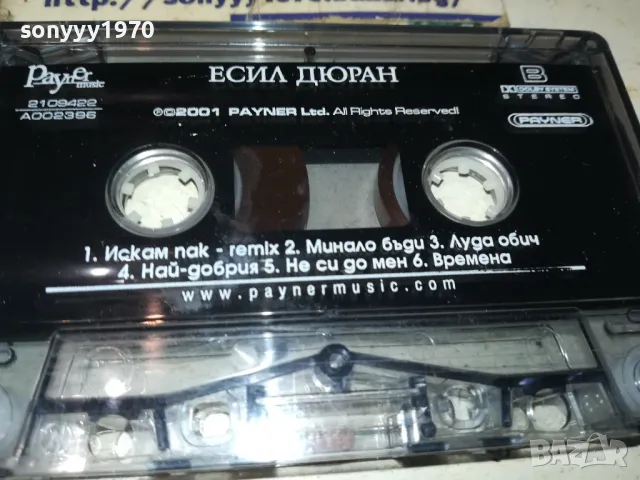 sonyyy1970
Payner
music
2109422
A002396
ЕСИЛ ДЮРАН
℗©2001 PAYNER Ltd. All Rights Reserved!
B
DOLBY SYSTEM
STEREO
PAYNER
1. Искам пак - remix 2. Минало бъди 3. Луда обич
4. Най-добрия 5. Не си до мен 6. Времена
www.paynermusic.com
BAZAR